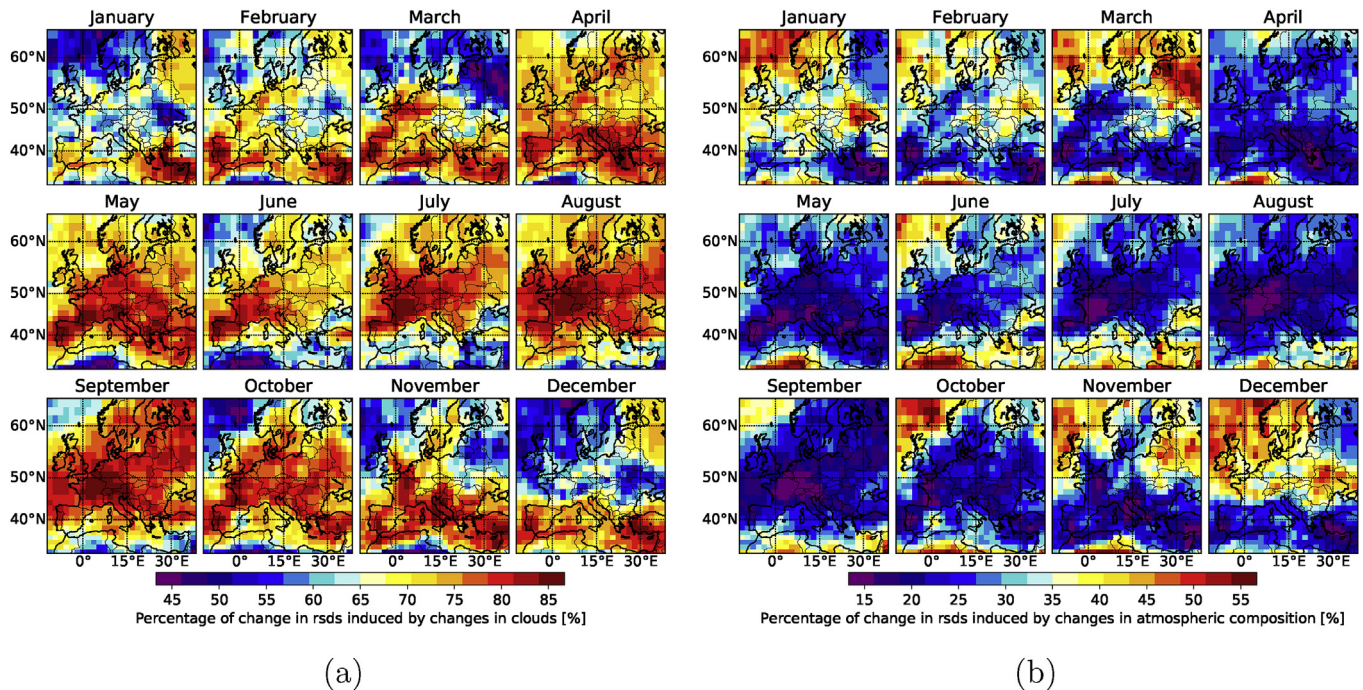 January February March April
60°N
50°N
40°N
May June July August
60°N
50°N
40°N
September October November December
60°N
50°N
40°N
0° 15°E 30°E 0° 15°E 30°E 0° 15°E 30°E 0° 15°E 30°E
45 50 55 60 65 70 75 80 85
Percentage of change in rsds induced by changes in clouds [%]
(a)
January February March April
60°N
50°N
40°N
May June July August
60°N
50°N
40°N
September October November December
60°N
50°N
40°N
0° 15°E 30°E 0° 15°E 30°E 0° 15°E 30°E 0° 15°E 30°E
15 20 25 30 35 40 45 50 55
Percentage of change in rsds induced by changes in atmospheric composition [%]
(b)